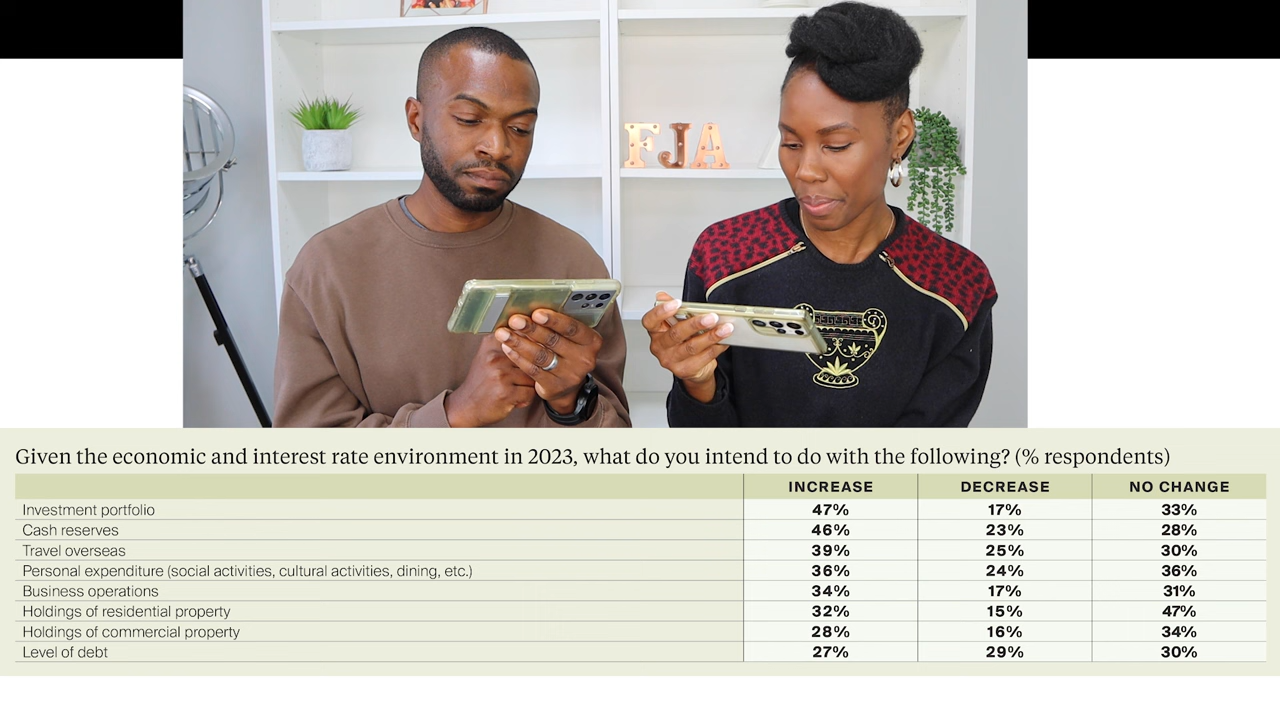 FJA
Given the economic and interest rate environment in 2023, what do you intend to do with the following? (% respondents)
INCREASE DECREASE NO CHANGE
Investment portfolio 47% 17% 33%
Cash reserves 46% 23% 28%
Travel overseas 39% 25% 30%
Personal expenditure (social activities, cultural activities, dining, etc.) 36% 24% 36%
Business operations 34% 17% 31%
Holdings of residential property 32% 15% 47%
Holdings of commercial property 28% 16% 34%
Level of debt 27% 29% 30%